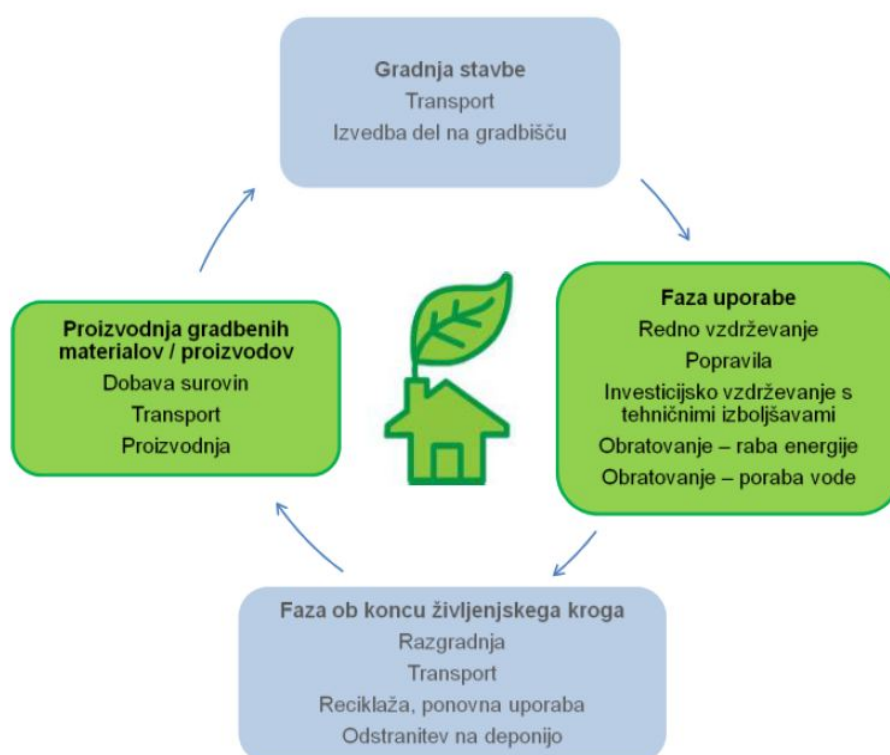 Gradnja stavbe
Transport
Izvedba del na gradbišču
Proizvodnja gradbenih
materialov / proizvodov
Dobava surovin
Transport
Proizvodnja
Faza uporabe
Redno vzdrževanje
Popravila
Investicijsko vzdrževanje s
tehničnimi izboljšavami
Obratovanje – raba energije
Obratovanje – poraba vode
Faza ob koncu življenjskega kroga
Razgradnja
Transport
Reciklaža, ponovna uporaba
Odstranitev na deponijo